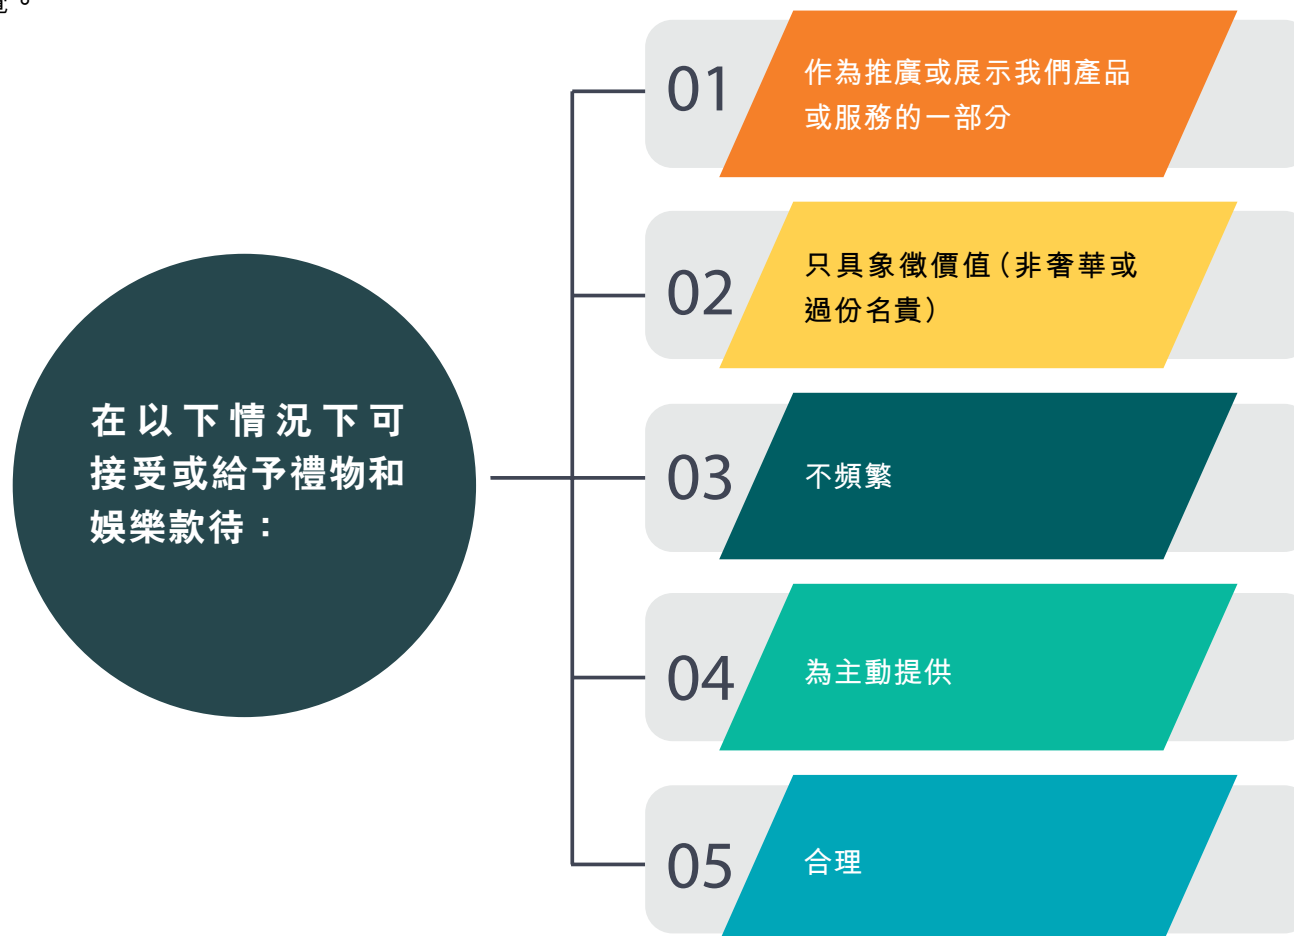 。
在以下情況下可
接受或給予禮物和
娛樂款待：
01
作為推廣或展示我們產品
或服務的一部分
02
只具象徵價值（非奢華或
過份名貴）
03
不頻繁
04
為主動提供
05
合理